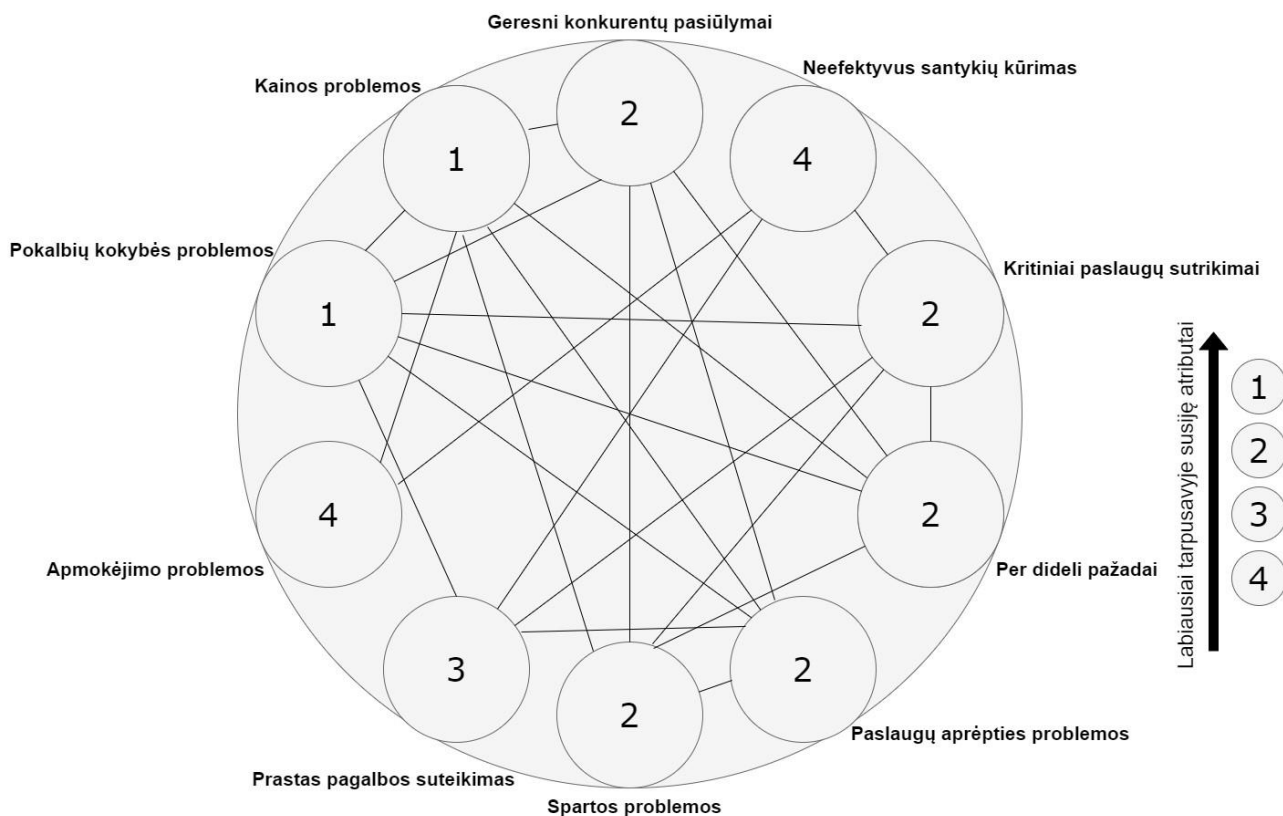 Geresni konkurentų pasiūlymai
Neefektyvus santykių kūrimas
Kainos problemos
2
1
4
Pokalbių kokybės problemos
Kritiniai paslaugų sutrikimai
1
2
Labiausiai tarpusavyje susiję atributai
1
2
3
4
4
2
Apmokėjimo problemos
Per dideli pažadai
3
2
2
Paslaugų aprėpties problemos
Prastas pagalbos suteikimas
Spartos problemos